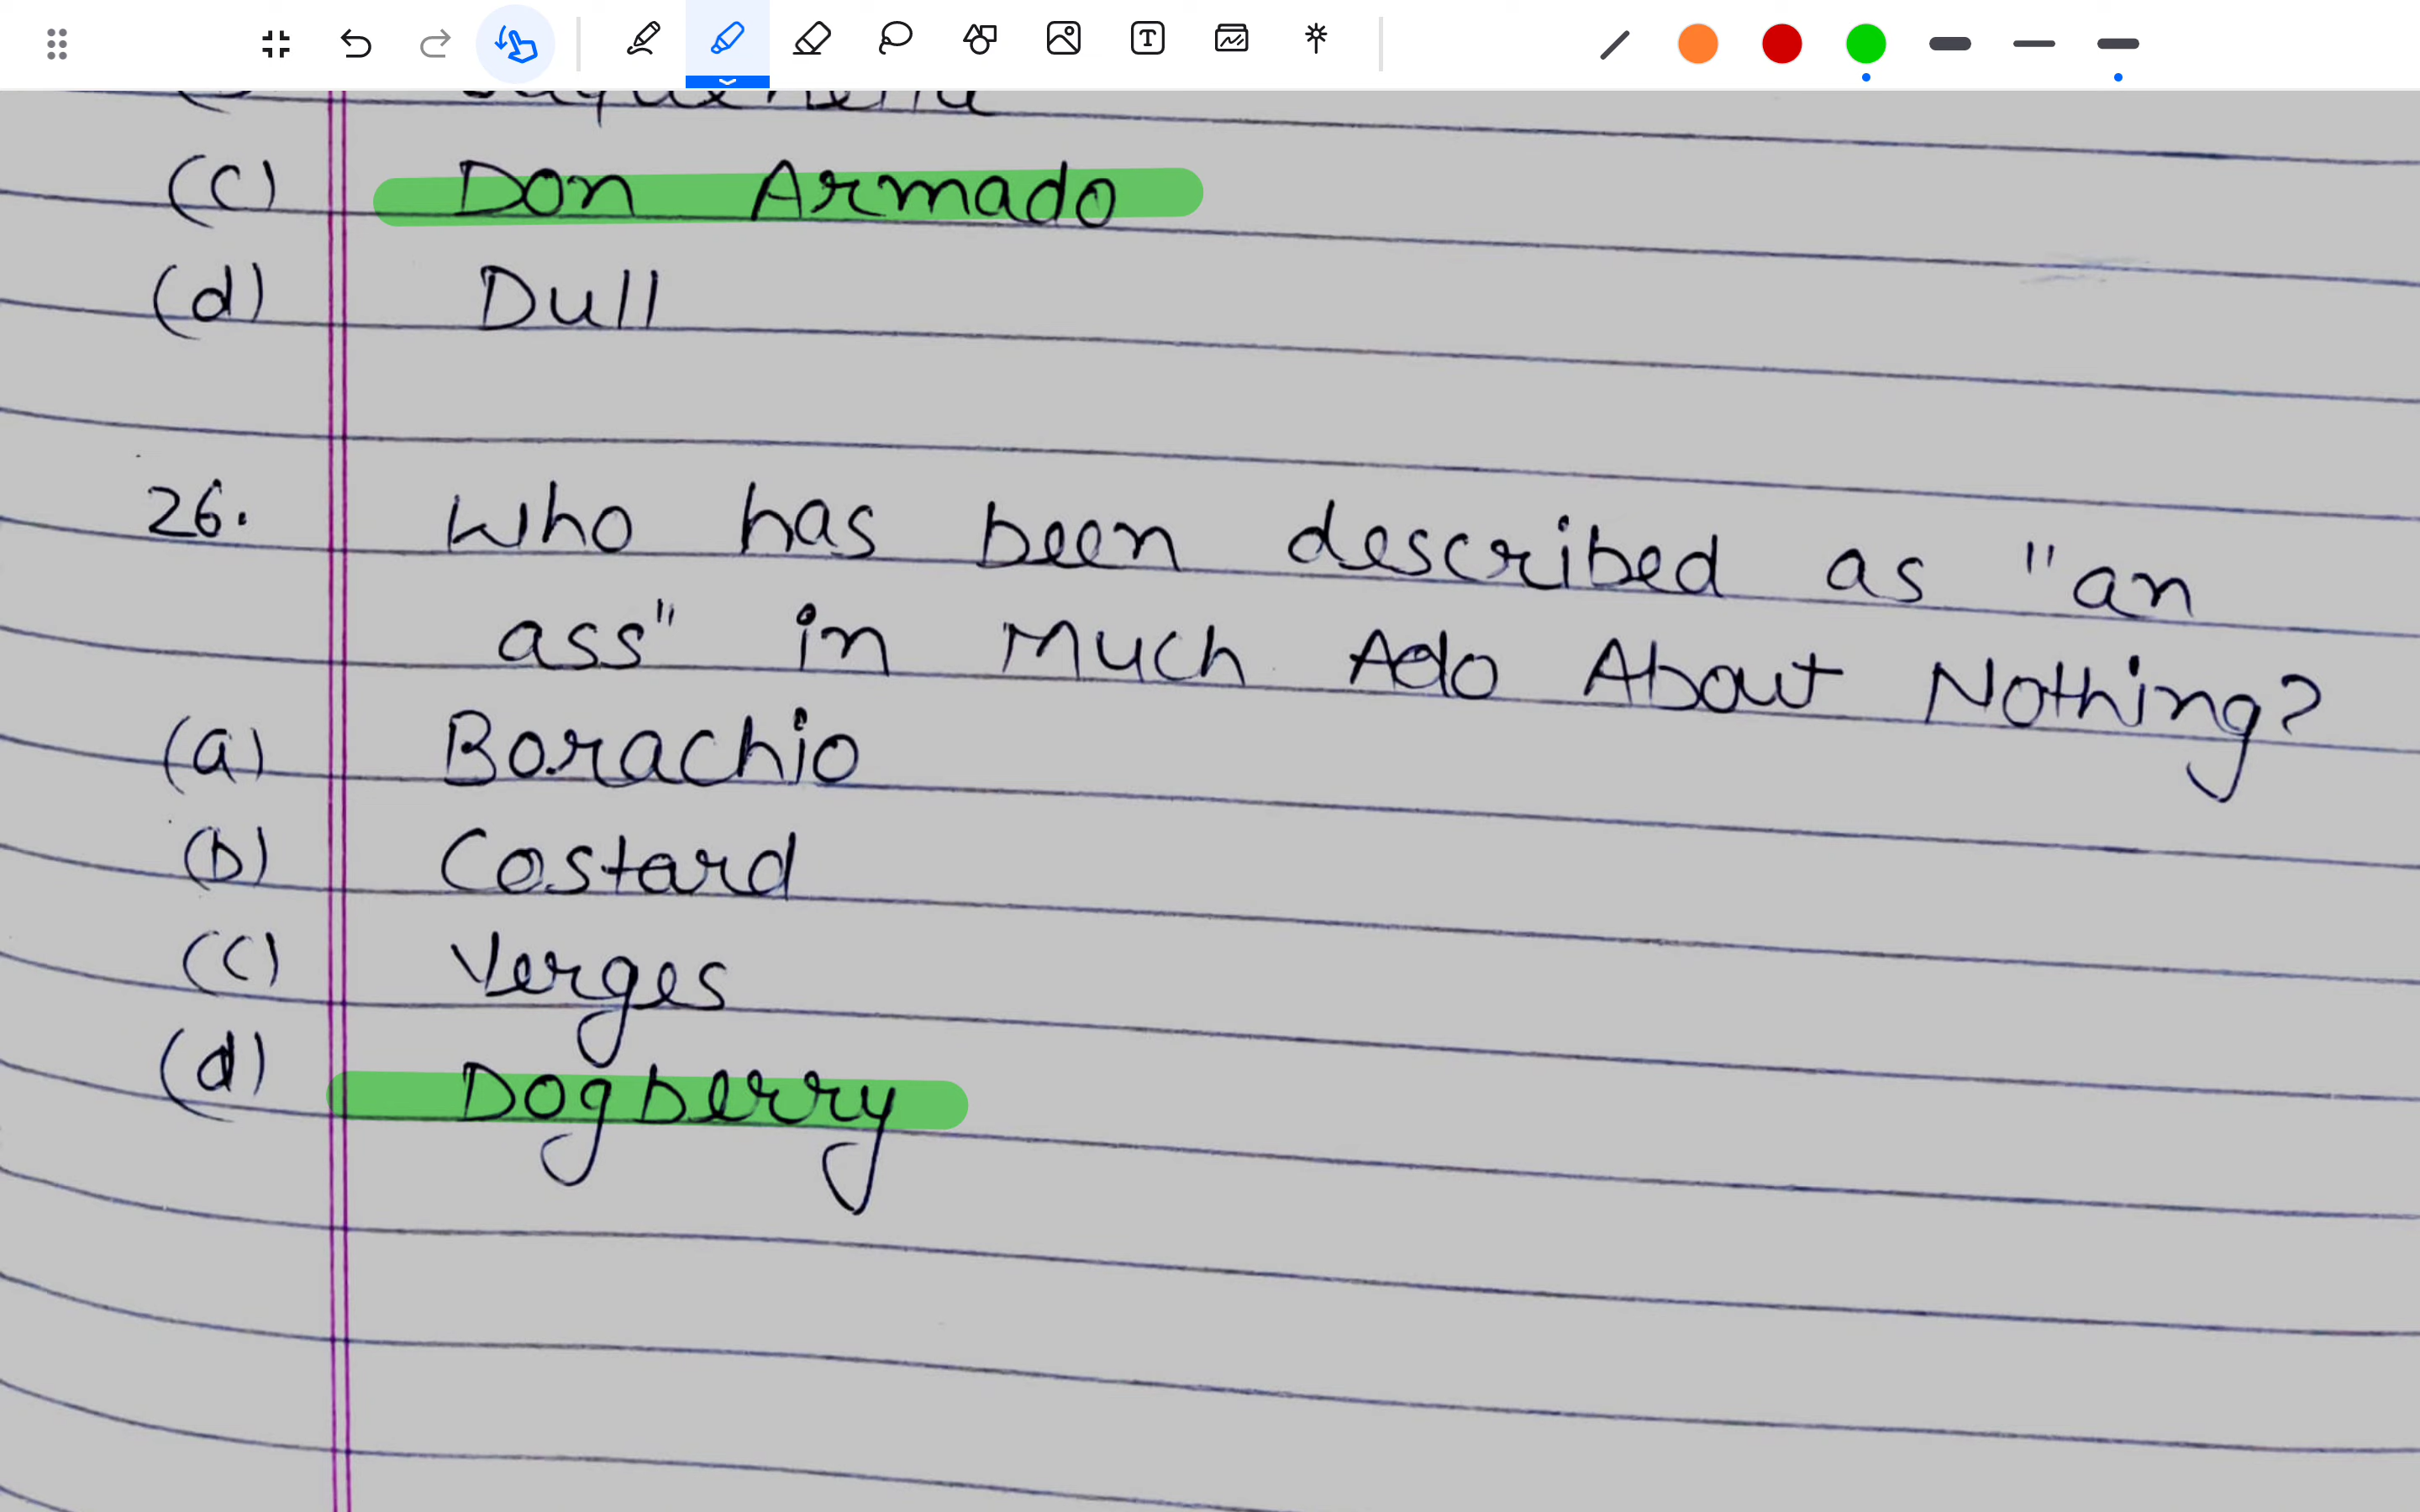 (c) Don Armado
(d) Dull
26. Who has been described as "an
ass" in Much Ado About Nothing?
(a) Borachio
(b) Costard
(c) Verges
(d) Dogberry